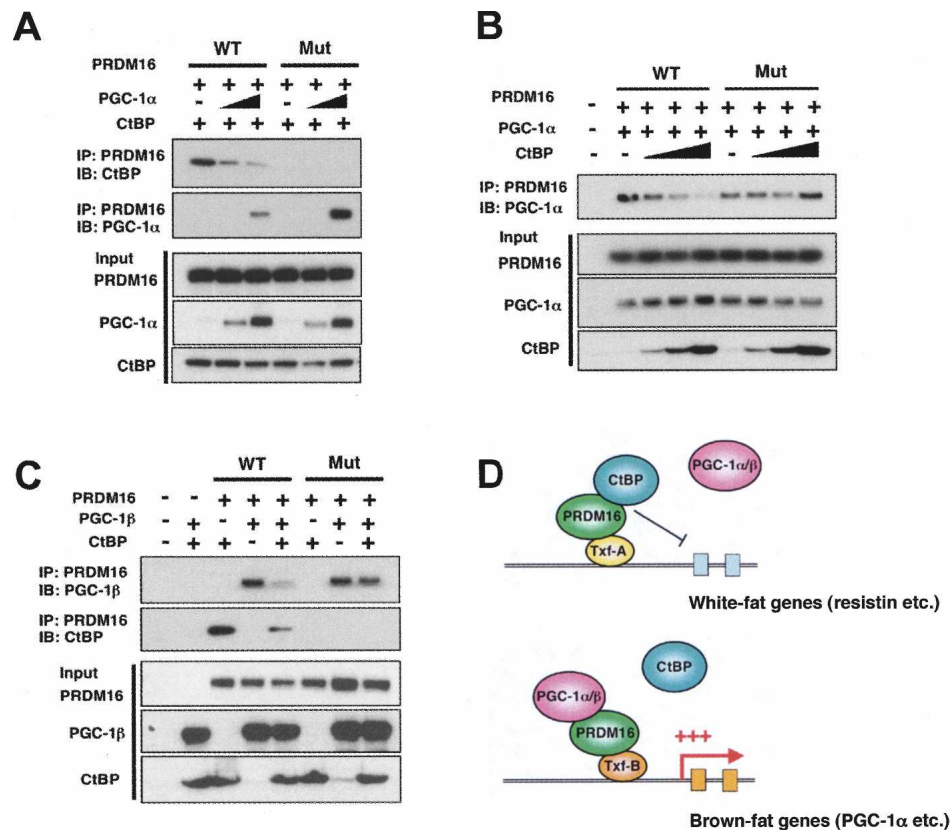 A
WT Mut
PRDM16 + + + + + +
PGC-1α - -
CtBP + + + + + +
IP: PRDM16
IB: CtBP
IP: PRDM16
IB: PGC-1α
Input
PRDM16
PGC-1α
CtBP
B
WT Mut
PRDM16 - + + + + + + + +
PGC-1α - + + + + + + + +
CtBP - - -
IP: PRDM16
IB: PGC-1α
Input
PRDM16
PGC-1α
CtBP
C
WT Mut
PRDM16 - - + + + + + +
PGC-1β - + - + + - + +
CtBP - + + - + + - +
IP: PRDM16
IB: PGC-1β
IP: PRDM16
IB: CtBP
Input
PRDM16
PGC-1β
CtBP
D
PGC-1α/β
CtBP
PRDM16
Txf-A
White-fat genes (resistin etc.)
CtBP
PGC-1α/β
PRDM16
+++
Txf-B
Brown-fat genes (PGC-1α etc.)